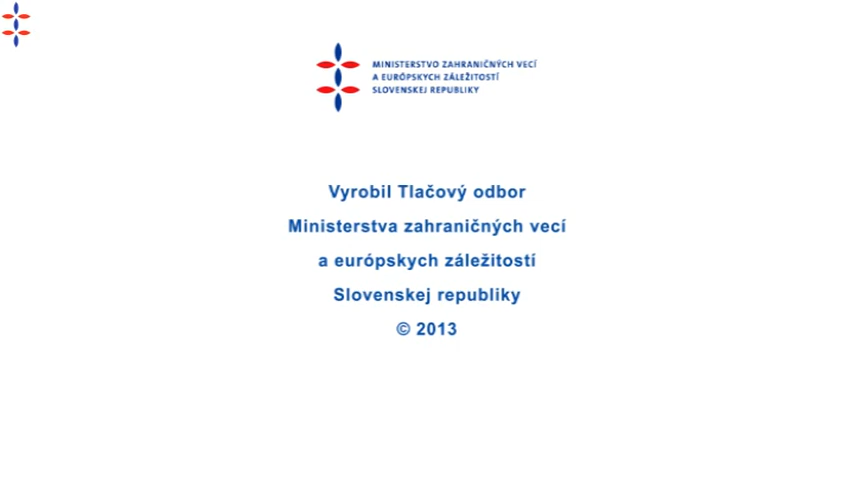 MINISTERSTVO ZAHRANIČNÝCH VECÍ
A EURÓPSKYCH ZÁLEŽITOSTÍ
SLOVENSKEJ REPUBLIKY
Vyrobil Tlačový odbor
Ministerstva zahraničných vecí
a európskych záležitostí
Slovenskej republiky
© 2013